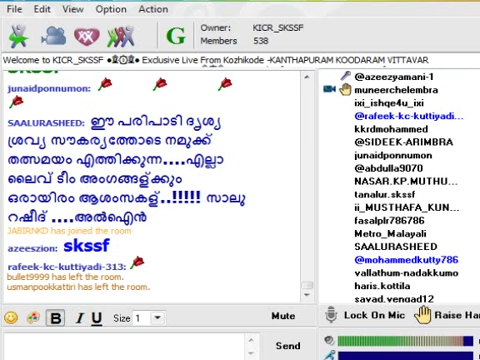 File Edit View Option Action
Owner: KICR_SKSSF
G
Members 538
Welcome to KICR_SKSSF Exclusive Live From Kozhikode -KANTHAPURAM KOODARAM VITTAVAR
junaidponnumon:
SAALURASHEED: ഈ പരിപാടി ദൃശ്യ
ശ്രവ്യ സൗകര്യത്തോടെ നമുക്ക്
തത്സമയം എത്തിക്കുന്ന....എല്ലാ
ലൈവ് ടീം അംഗങ്ങള്ക്കും
ഒരായിരം ആശംസകള്..!!!!! സാലു
റഷീദ് ....അൽഐൻ
JABIRNKD has joined the room
azeeszion: skssf
rafeek-kc-kuttiyadi-313:
bullet9999 has left the room.
usmanpookkattiri has left the room.
@azeezyamani-1
muneerchelembra
ixi_ishqe4u_ixi
@rafeek-kc-kuttiyadi...
kkrdmohammed
@SIDEEK-ARIMBRA
junaidponnumon
@abdulla9070
NASAR.KP.MUTHU...
tanalur.skssf
ii_MUSTHAFA_KUN...
fasalplr786786
Metro_Malayali
SAALURASHEED
@mohammedkutty786
vallathum-nadakkumo
haris.kottila
savad.vengad12
B I U Size 1 Mute
Lock On Mic Raise Han
Send